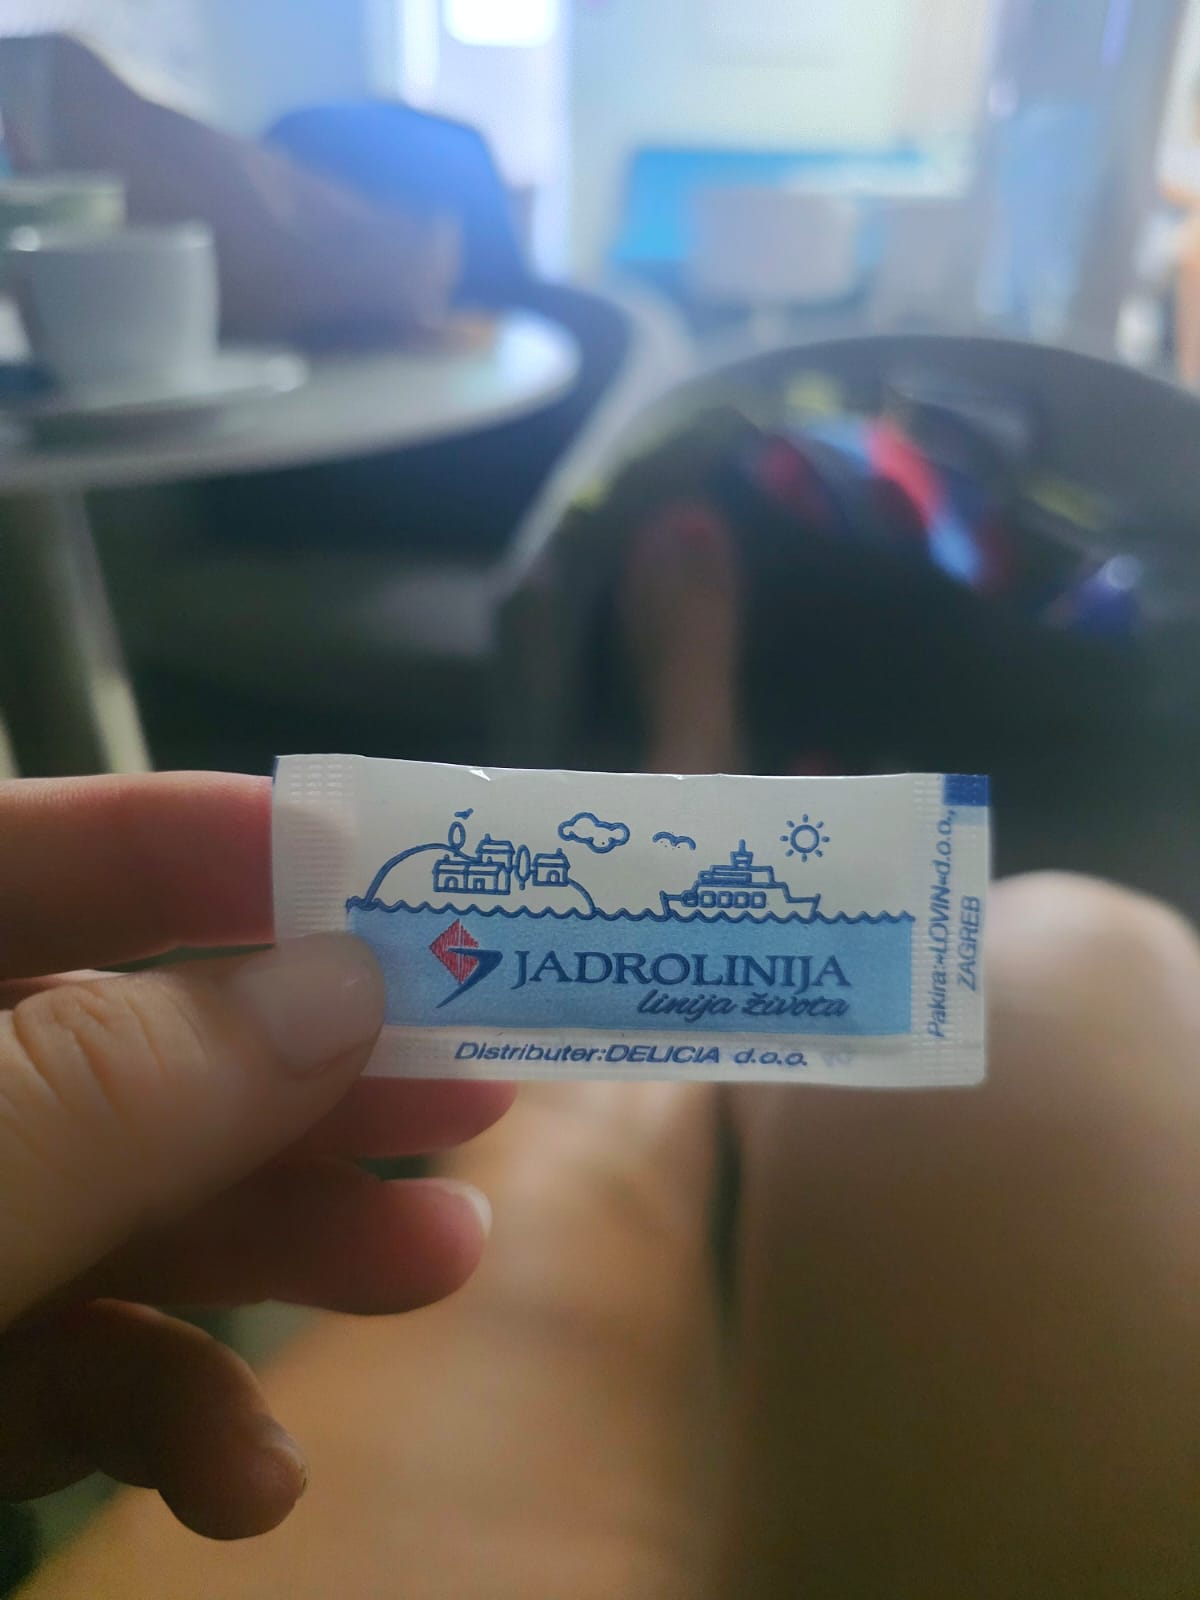 JADROLINIJA
linija života
Distributer:DELICIA d.o.o.
Pakira:"LOVIN"d.o.o.,
ZAGREB